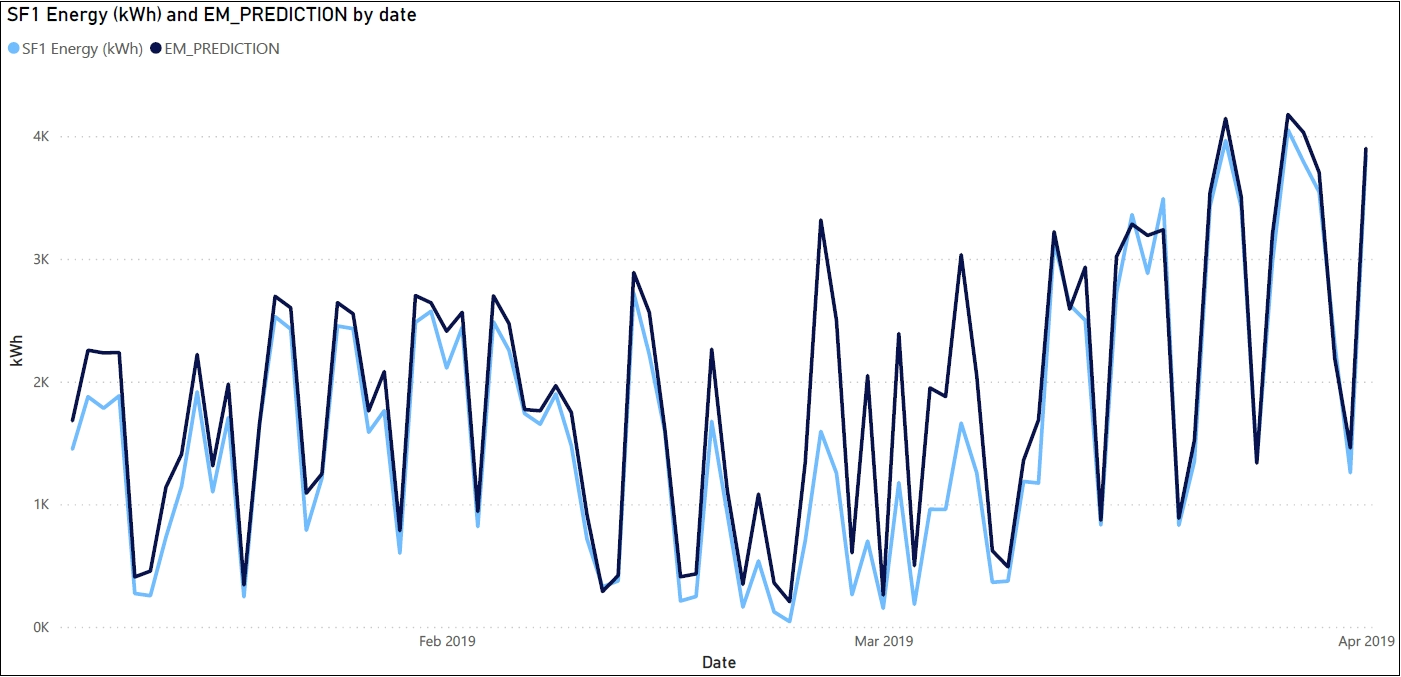 SF1 Energy (kWh) and EM_PREDICTION by date
SF1 Energy (kWh) EM_PREDICTION
4K
3K
2K
1K
0K
kWh
Feb 2019 Mar 2019 Apr 2019
Date